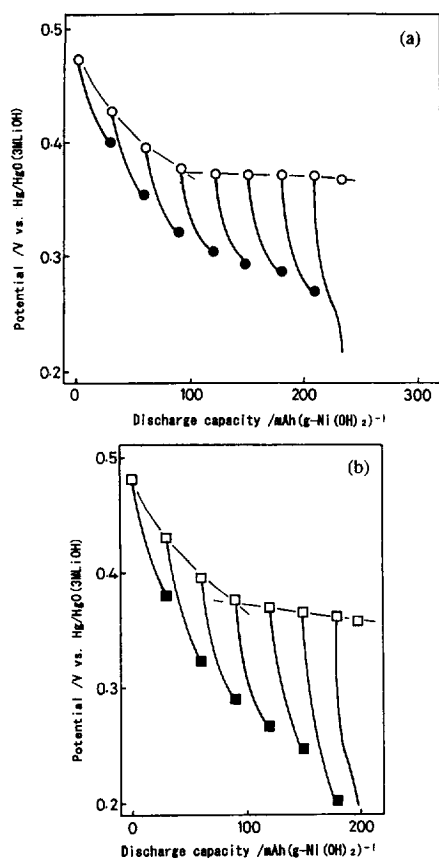 (a)
0.5
0.4
0.3
0.2
Potential /V vs. Hg/HgO(3MLiOH)
0 100 200 300
Discharge capacity /mAh(g-Ni(OH)₂)⁻¹
(b)
0.5
0.4
0.3
0.2
Potential /V vs. Hg/HgO(3MLiOH)
0 100 200
Discharge capacity /mAh(g-Ni(OH)₂)⁻¹